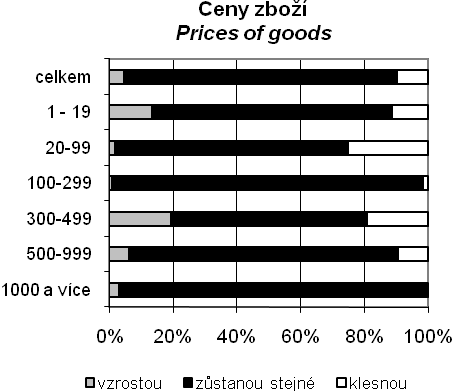 Ceny zboží
Prices of goods
celkem
1 - 19
20-99
100-299
300-499
500-999
1000 a více
0% 20% 40% 60% 80% 100%
vzrostou zůstanou stejné klesnou